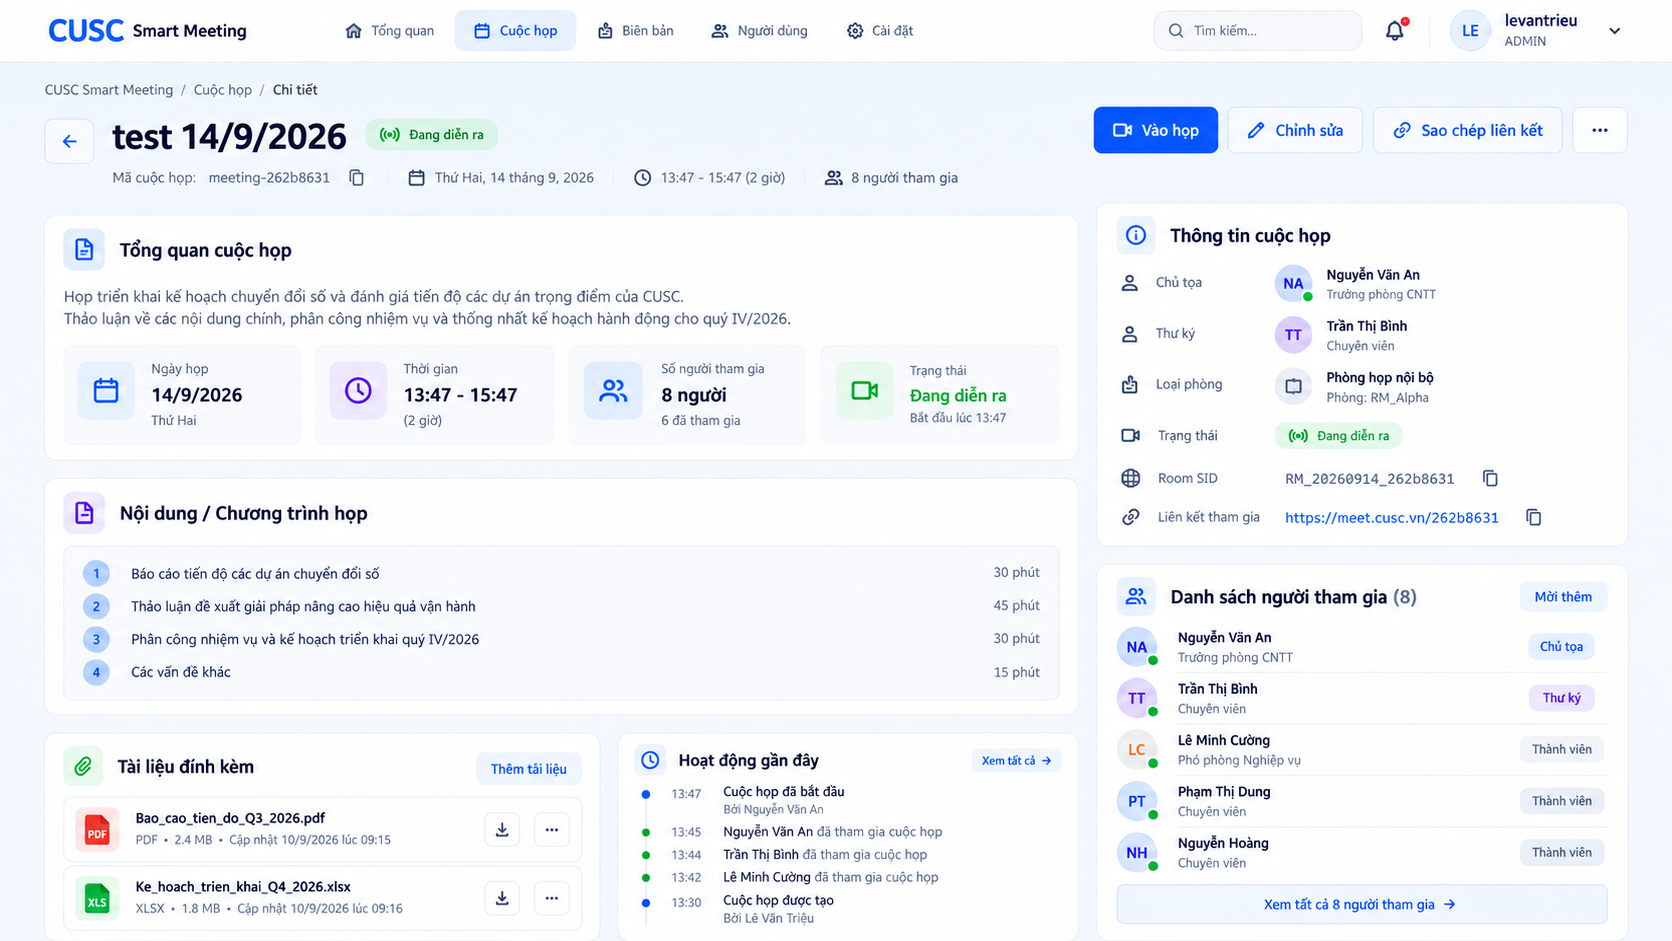 CUSC Smart Meeting
Tổng quan
Cuộc họp
Biên bản
Người dùng
Cài đặt
Tìm kiếm...
LE
levantrieu
ADMIN
CUSC Smart Meeting / Cuộc họp / Chi tiết
test 14/9/2026
Đang diễn ra
Vào họp
Chỉnh sửa
Sao chép liên kết
Mã cuộc họp: meeting-262b8631
Thứ Hai, 14 tháng 9, 2026
13:47 - 15:47 (2 giờ)
8 người tham gia
Tổng quan cuộc họp
Họp triển khai kế hoạch chuyển đổi số và đánh giá tiến độ các dự án trọng điểm của CUSC.
Thảo luận về các nội dung chính, phân công nhiệm vụ và thống nhất kế hoạch hành động cho quý IV/2026.
Ngày họp
14/9/2026
Thứ Hai
Thời gian
13:47 - 15:47
(2 giờ)
Số người tham gia
8 người
6 đã tham gia
Trạng thái
Đang diễn ra
Bắt đầu lúc 13:47
Nội dung / Chương trình họp
1 Báo cáo tiến độ các dự án chuyển đổi số 30 phút
2 Thảo luận đề xuất giải pháp nâng cao hiệu quả vận hành 45 phút
3 Phân công nhiệm vụ và kế hoạch triển khai quý IV/2026 30 phút
4 Các vấn đề khác 15 phút
Tài liệu đính kèm
Thêm tài liệu
PDF
Bao_cao_tien_do_Q3_2026.pdf
PDF • 2.4 MB • Cập nhật 10/9/2026 lúc 09:15
XLS
Ke_hoach_trien_khai_Q4_2026.xlsx
XLSX • 1.8 MB • Cập nhật 10/9/2026 lúc 09:16
Hoạt động gần đây
Xem tất cả →
13:47 Cuộc họp đã bắt đầu
Bởi Nguyễn Văn An
13:45 Nguyễn Văn An đã tham gia cuộc họp
13:44 Trần Thị Bình đã tham gia cuộc họp
13:42 Lê Minh Cường đã tham gia cuộc họp
13:30 Cuộc họp được tạo
Bởi Lê Văn Triệu
Thông tin cuộc họp
Chủ tọa
NA
Nguyễn Văn An
Trưởng phòng CNTT
Thư ký
TT
Trần Thị Bình
Chuyên viên
Loại phòng
Phòng họp nội bộ
Phòng: RM_Alpha
Trạng thái
Đang diễn ra
Room SID
RM_20260914_262b8631
Liên kết tham gia
https://meet.cusc.vn/262b8631
Danh sách người tham gia (8)
Mời thêm
NA
Nguyễn Văn An
Trưởng phòng CNTT
Chủ tọa
TT
Trần Thị Bình
Chuyên viên
Thư ký
LC
Lê Minh Cường
Phó phòng Nghiệp vụ
Thành viên
PT
Phạm Thị Dung
Chuyên viên
Thành viên
NH
Nguyễn Hoàng
Chuyên viên
Thành viên
Xem tất cả 8 người tham gia →